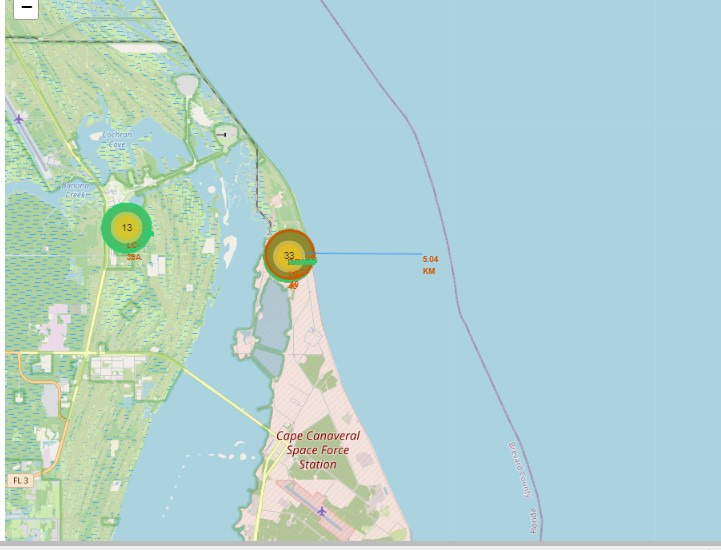 −
Lochran
Cove
Banana
Creek
13
LC-
39A
33
5.04
KM
Cape Canaveral
Space Force
Station
FL 3
Brevard County
Florida